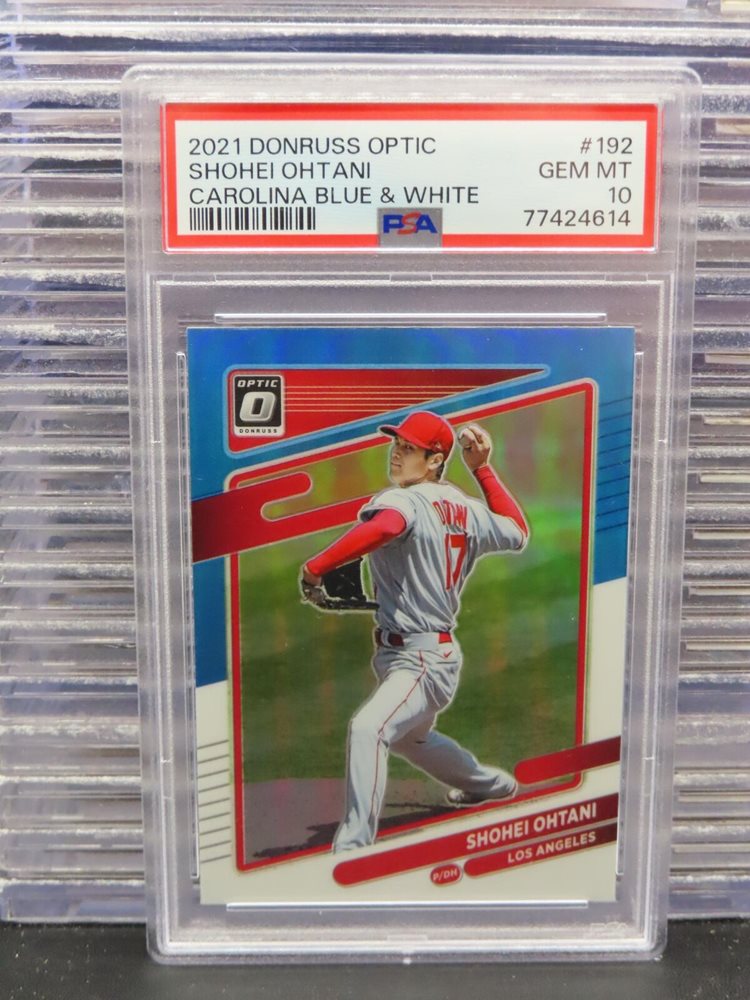 2021 DONRUSS OPTIC #192
SHOHEI OHTANI GEM MT
CAROLINA BLUE & WHITE 10
PSA 77424614
OPTIC
O
DONRUSS
17
SHOHEI OHTANI
LOS ANGELES
P/DH